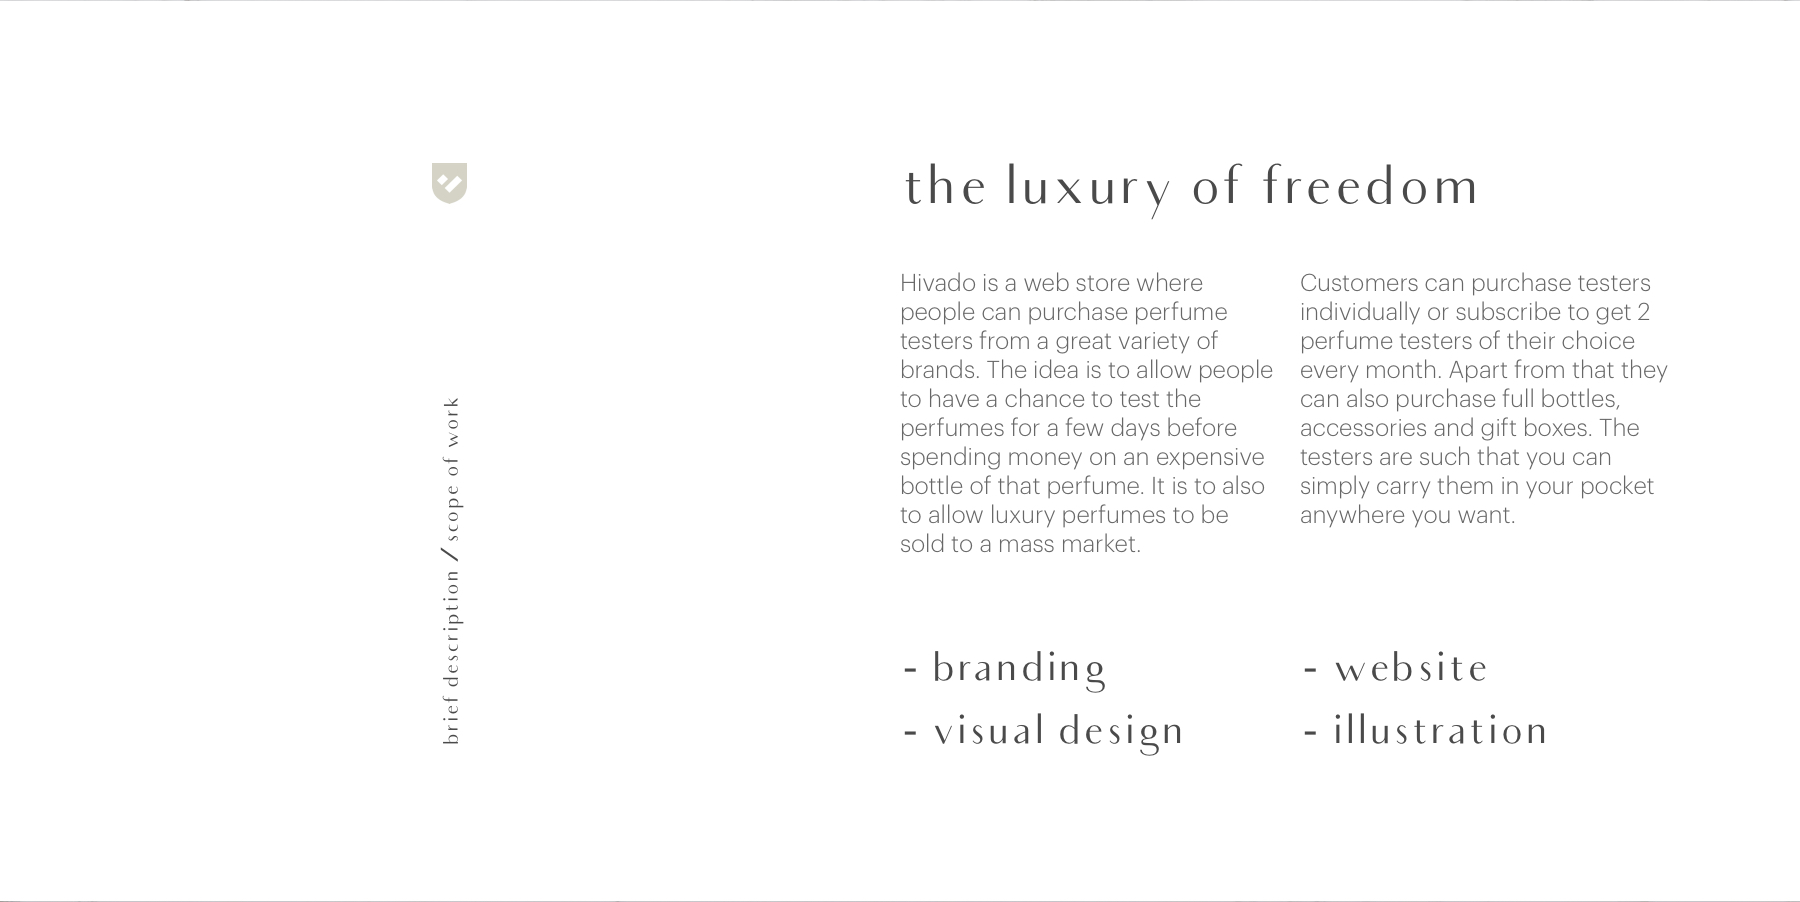 the luxury of freedom
Hivado is a web store where
people can purchase perfume
testers from a great variety of
brands. The idea is to allow people
to have a chance to test the
perfumes for a few days before
spending money on an expensive
bottle of that perfume. It is to also
to allow luxury perfumes to be
sold to a mass market.
Customers can purchase testers
individually or subscribe to get 2
perfume testers of their choice
every month. Apart from that they
can also purchase full bottles,
accessories and gift boxes. The
testers are such that you can
simply carry them in your pocket
anywhere you want.
brief description / scope of work
- branding
- visual design
- website
- illustration